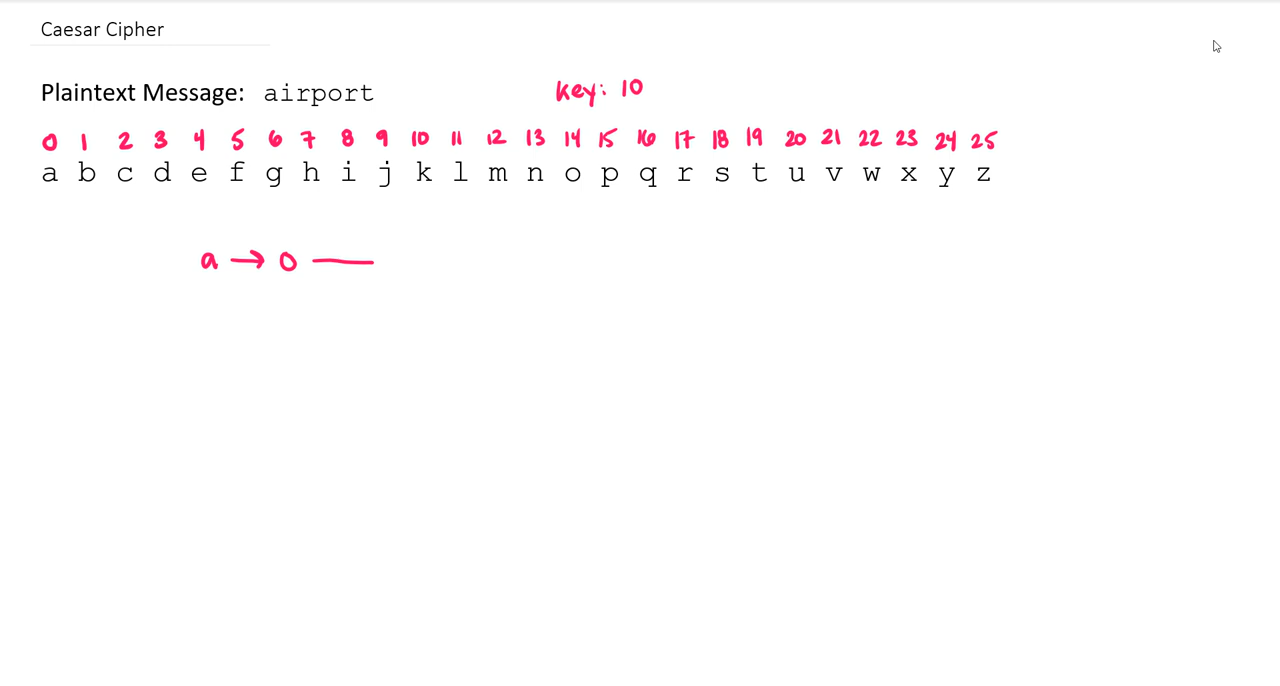 Caesar Cipher
Plaintext Message: airport key: 10
0 1 2 3 4 5 6 7 8 9 10 11 12 13 14 15 16 17 18 19 20 21 22 23 24 25
a b c d e f g h i j k l m n o p q r s t u v w x y z
a → 0 —